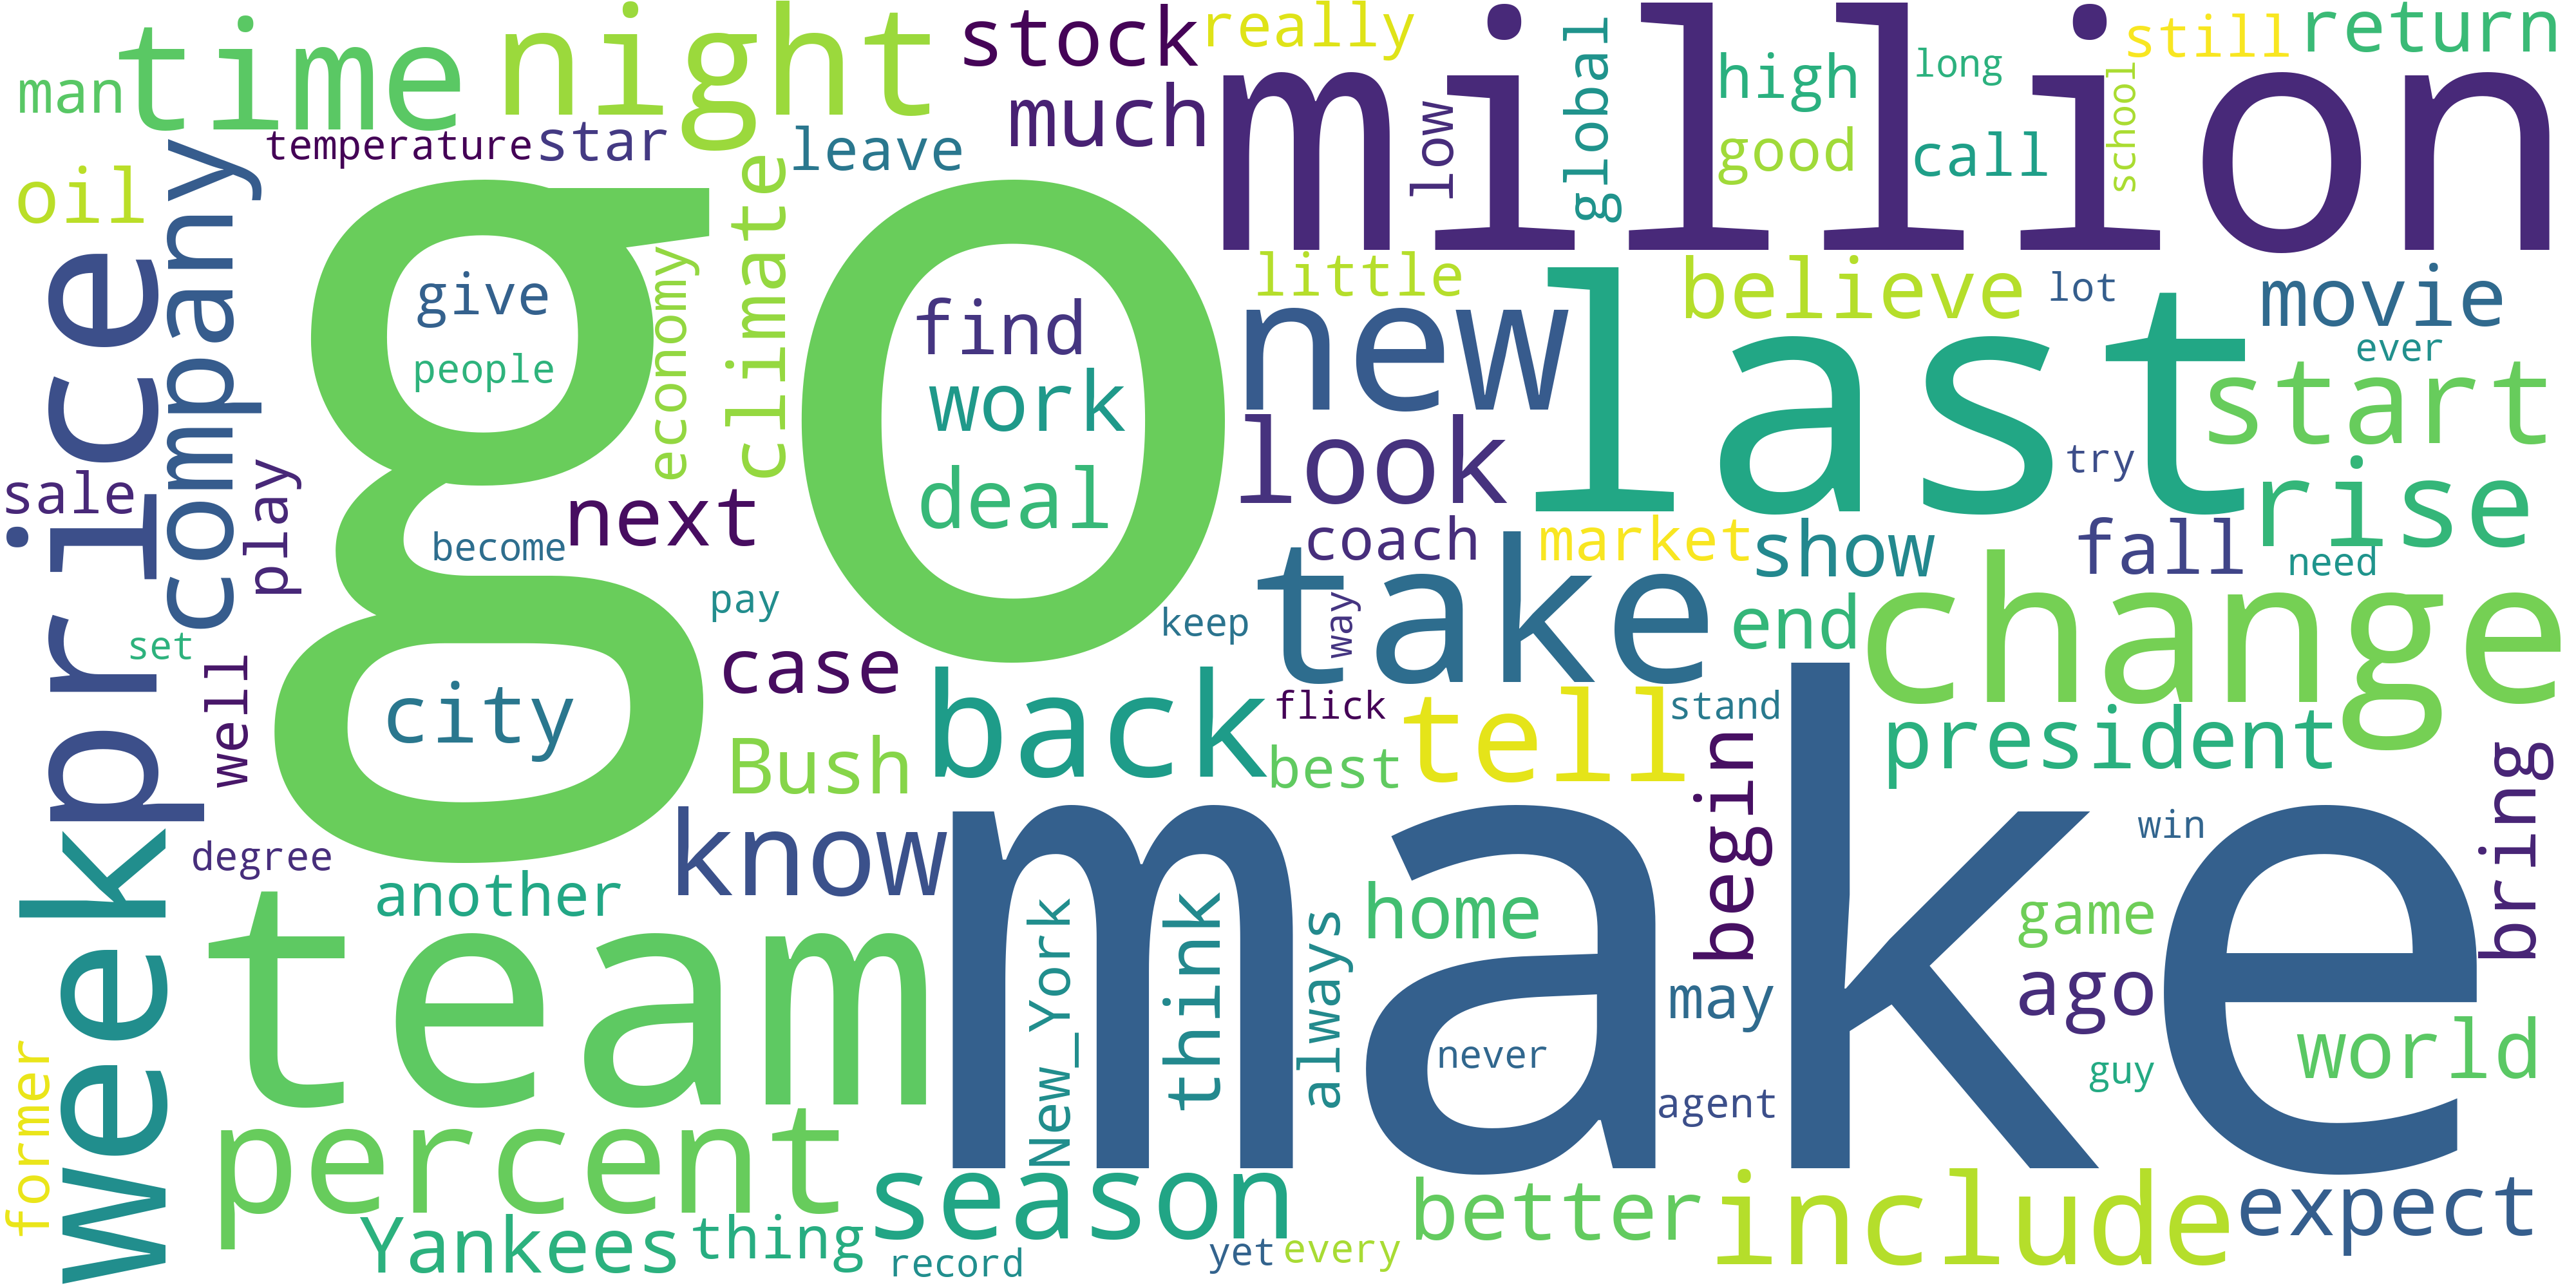 man
time
night
stock
really
million
global
high
long
still
return
temperature
star
leave
much
low
good
call
school
oil
company
price
give
people
economy
climate
find
work
deal
little
new
believe
lot
movie
last
ever
start
look
try
rise
sale
play
become
next
coach
market
show
fall
need
set
well
pay
keep
take
way
end
change
city
case
back
flick
tell
stand
president
Bush
best
begin
bring
week
degree
know
make
win
another
team
New_York
think
always
home
never
may
agent
game
ago
guy
world
former
percent
Yankees
thing
season
record
yet
every
better
include
expect